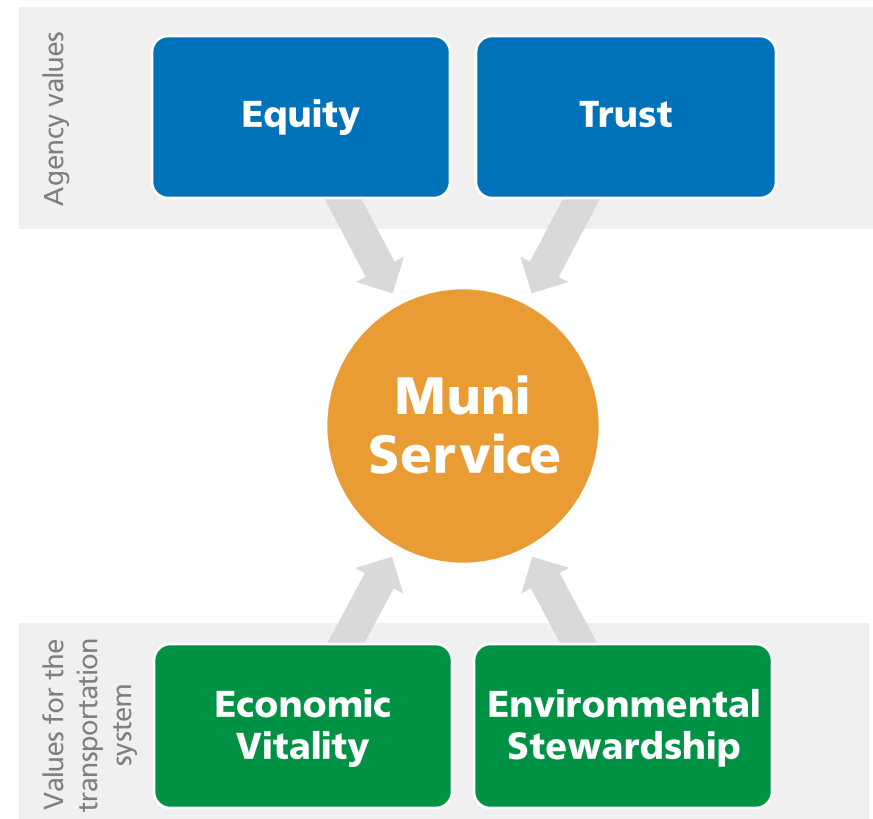 Agency values
Equity
Trust
Muni
Service
Values for the
transportation
system
Economic
Vitality
Environmental
Stewardship